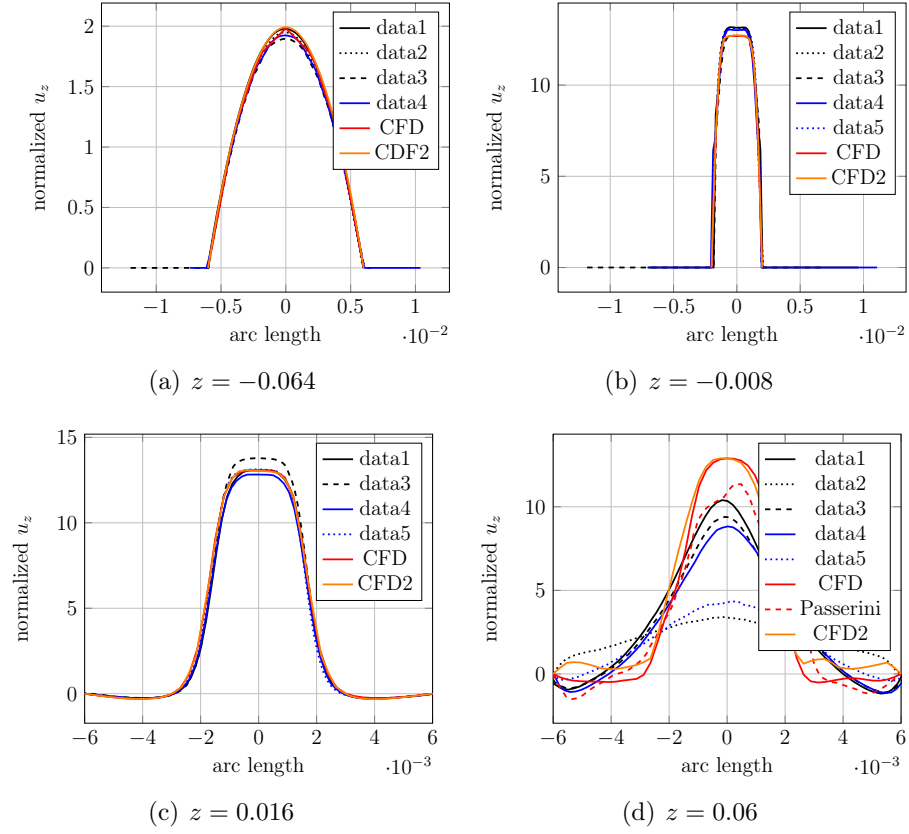 2
1.5
1
0.5
0
normalized u_z
−1
−0.5
0
0.5
1
·10^−2
arc length
data1
data2
data3
data4
CFD
CDF2
(a) z = −0.064
10
5
0
normalized u_z
−1
−0.5
0
0.5
1
·10^−2
arc length
data1
data2
data3
data4
data5
CFD
CFD2
(b) z = −0.008
15
10
5
0
normalized u_z
−6
−4
−2
0
2
4
6
·10^−3
arc length
data1
data3
data4
data5
CFD
CFD2
(c) z = 0.016
10
5
0
normalized u_z
−6
−4
−2
0
2
4
6
·10^−3
arc length
data1
data2
data3
data4
data5
CFD
Passerini
CFD2
(d) z = 0.06